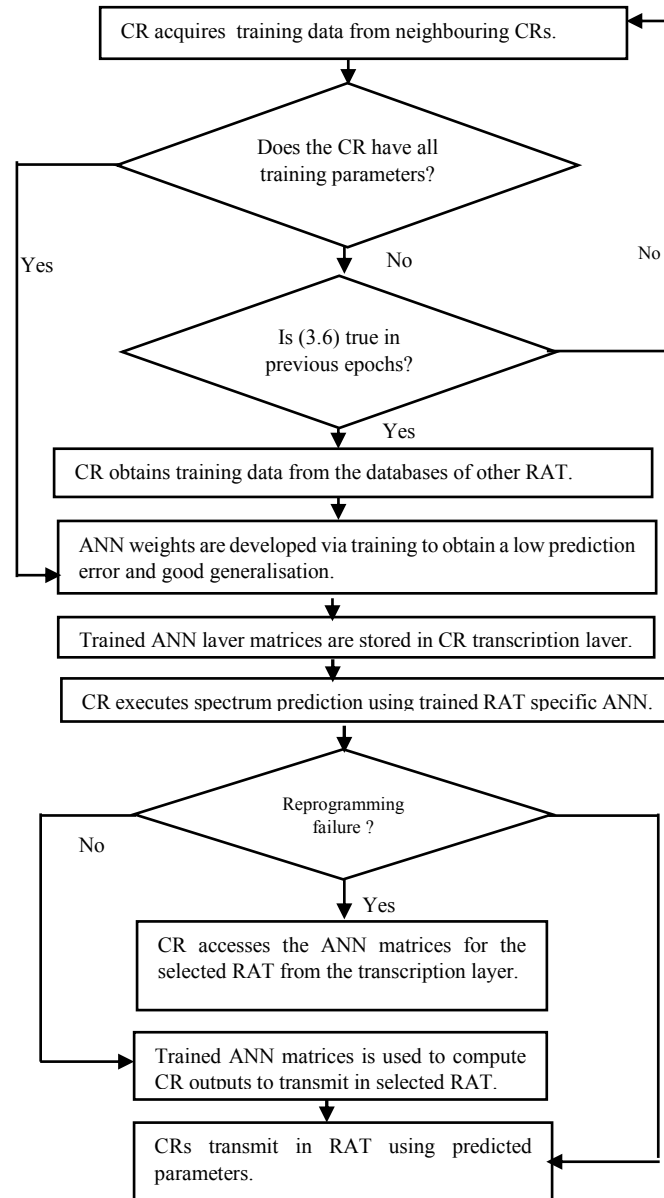 CR acquires training data from neighbouring CRs.
Does the CR have all
training parameters?
Yes
No
No
Is (3.6) true in
previous epochs?
Yes
CR obtains training data from the databases of other RAT.
ANN weights are developed via training to obtain a low prediction
error and good generalisation.
Trained ANN layer matrices are stored in CR transcription layer.
CR executes spectrum prediction using trained RAT specific ANN.
Reprogramming
failure ?
No
Yes
CR accesses the ANN matrices for the
selected RAT from the transcription layer.
Trained ANN matrices is used to compute
CR outputs to transmit in selected RAT.
CRs transmit in RAT using predicted
parameters.